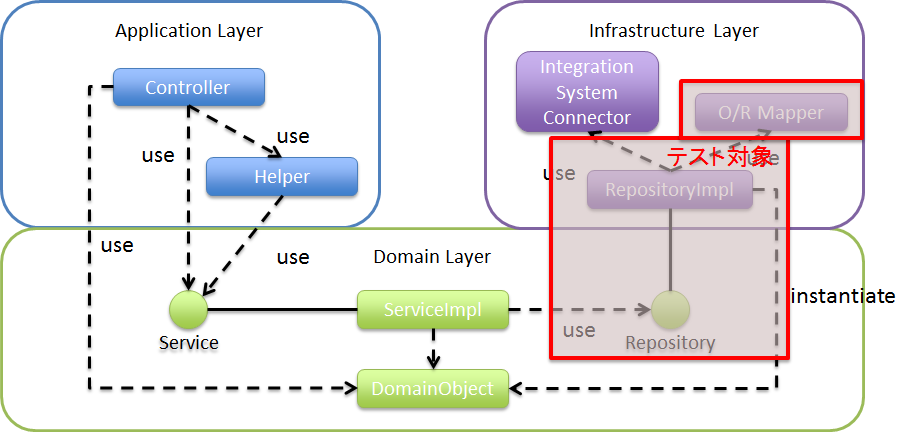 Application Layer
Infrastructure Layer
Controller
Integration
System
Connector
O/R Mapper
use
use
テスト対象
use
use
Helper
RepositoryImpl
use
use
Domain Layer
instantiate
ServiceImpl
use
Service
Repository
DomainObject